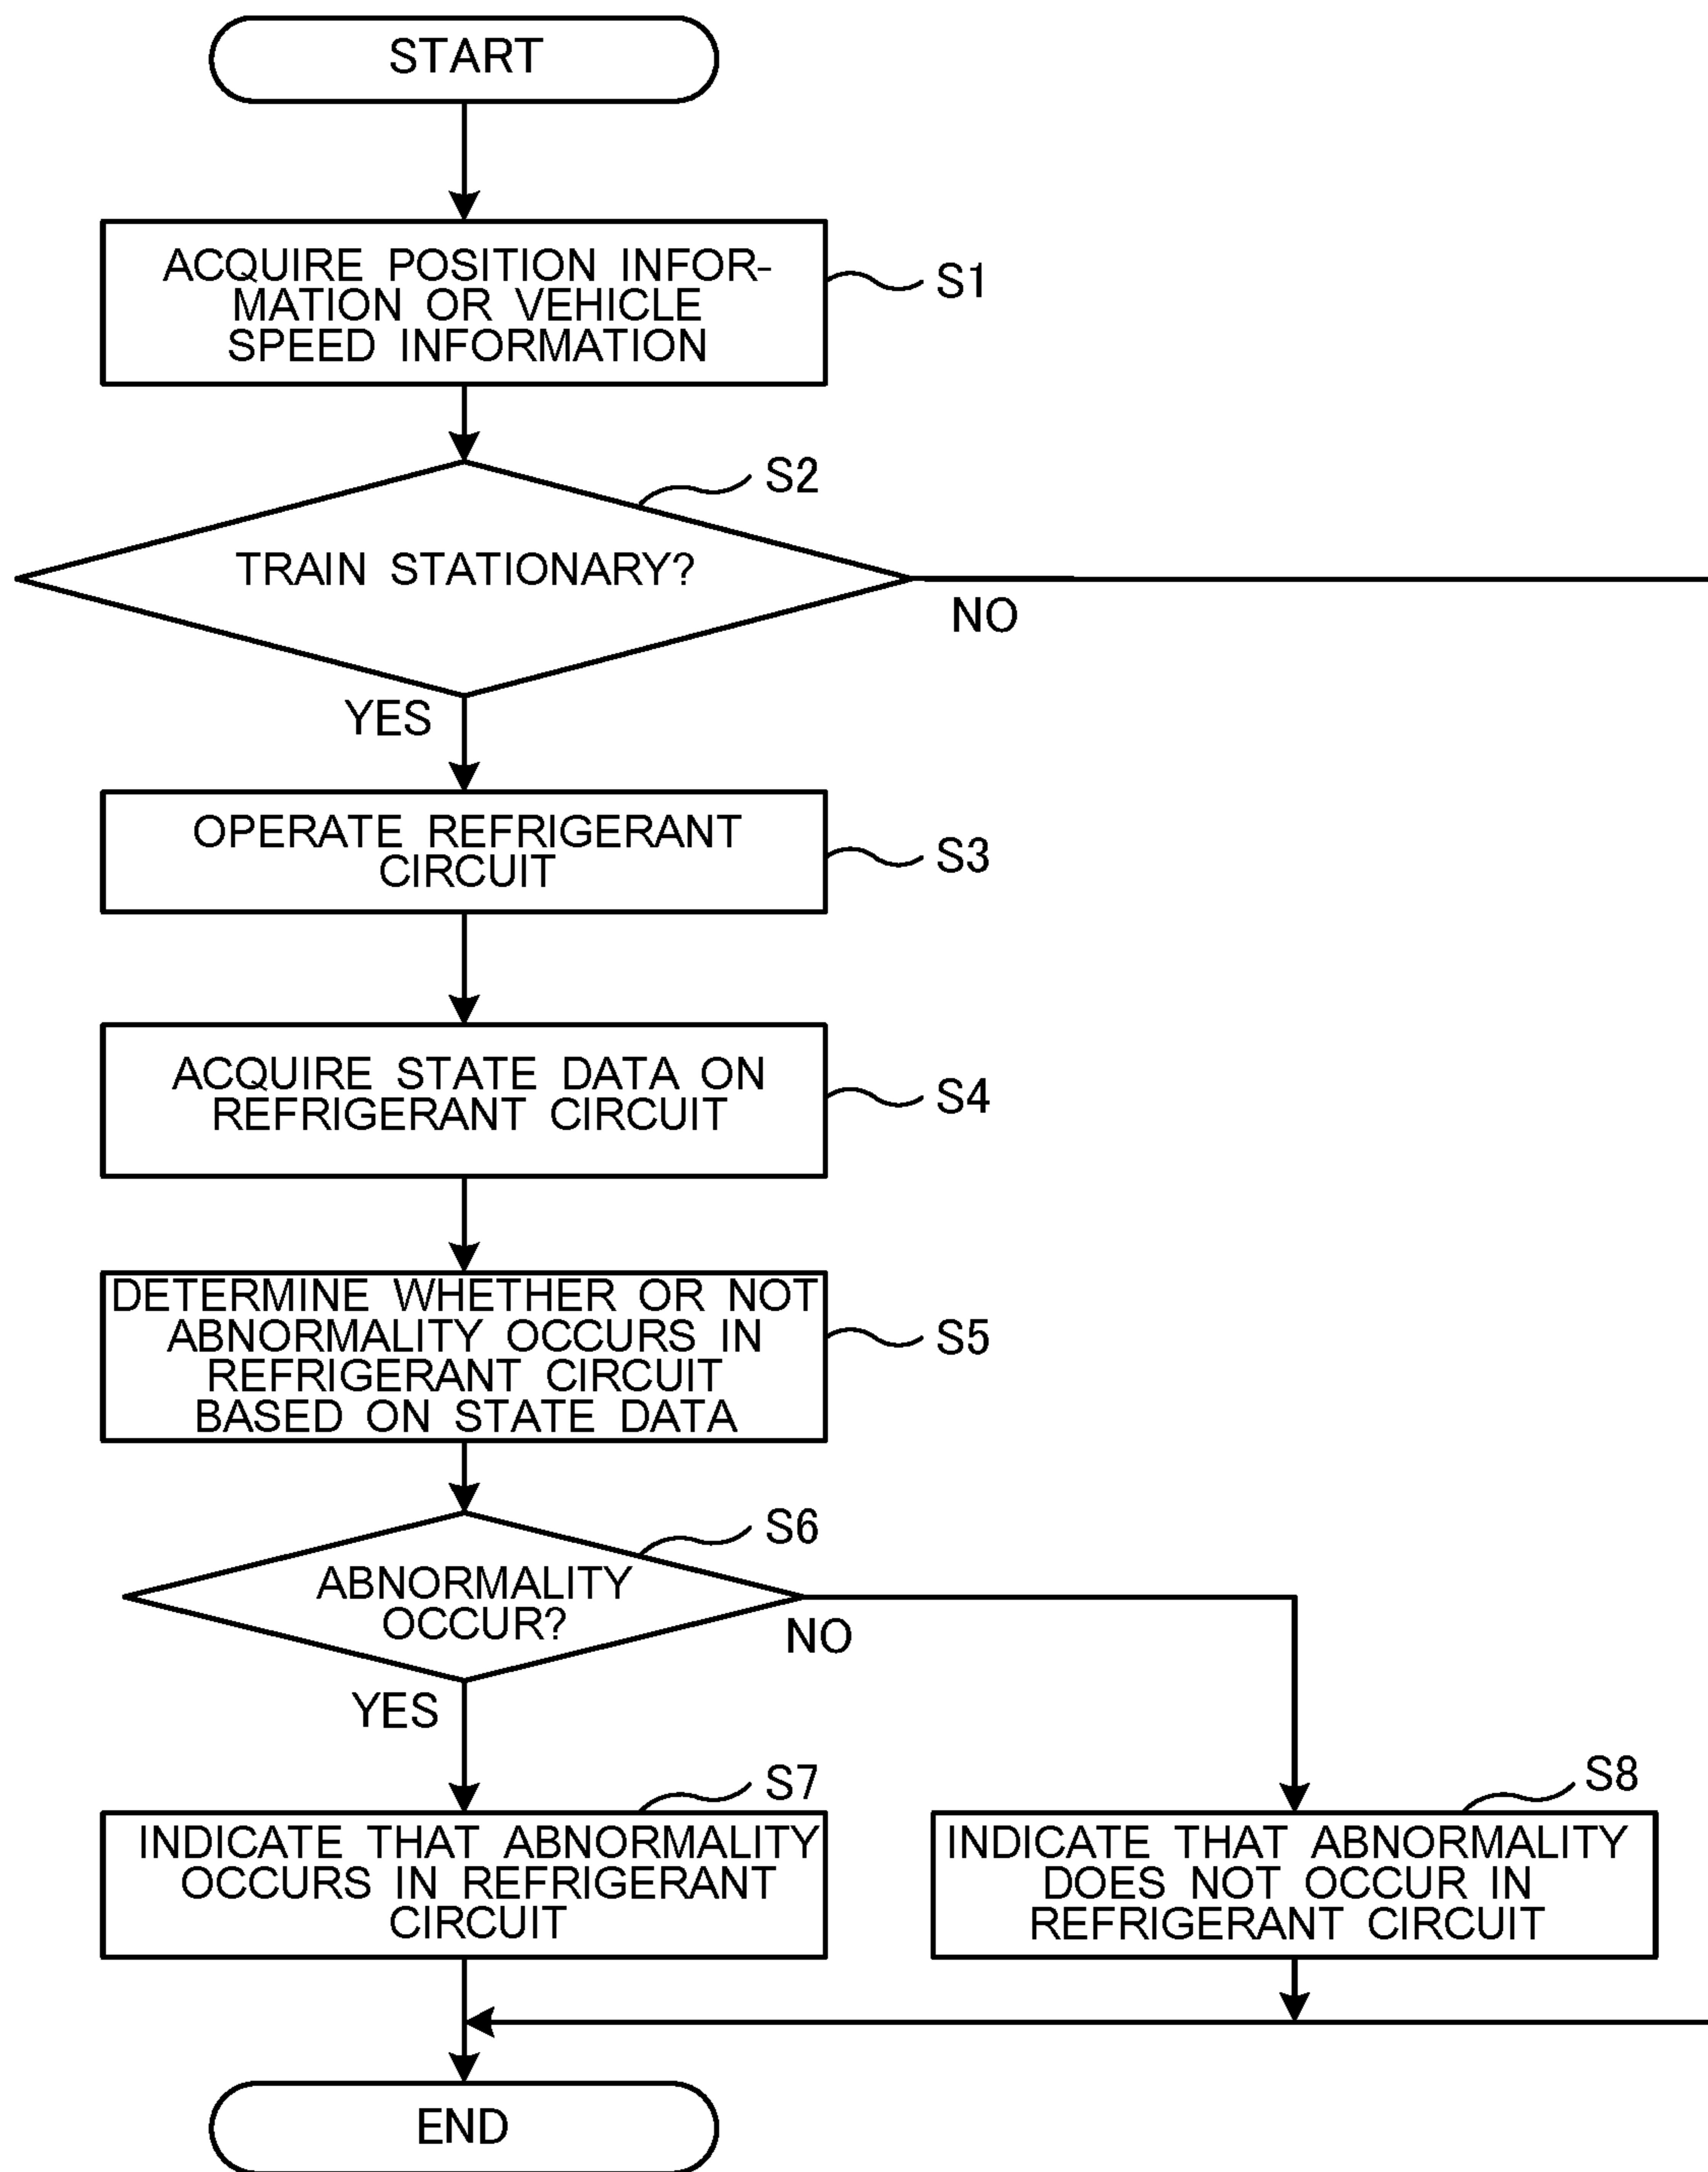 START
ACQUIRE POSITION INFOR-
MATION OR VEHICLE
SPEED INFORMATION
S1
S2
TRAIN STATIONARY?
NO
YES
OPERATE REFRIGERANT
CIRCUIT
S3
ACQUIRE STATE DATA ON
REFRIGERANT CIRCUIT
S4
DETERMINE WHETHER OR NOT
ABNORMALITY OCCURS IN
REFRIGERANT CIRCUIT
BASED ON STATE DATA
S5
S6
ABNORMALITY
OCCUR?
NO
YES
S7
INDICATE THAT ABNORMALITY
OCCURS IN REFRIGERANT
CIRCUIT
S8
INDICATE THAT ABNORMALITY
DOES NOT OCCUR IN
REFRIGERANT CIRCUIT
END